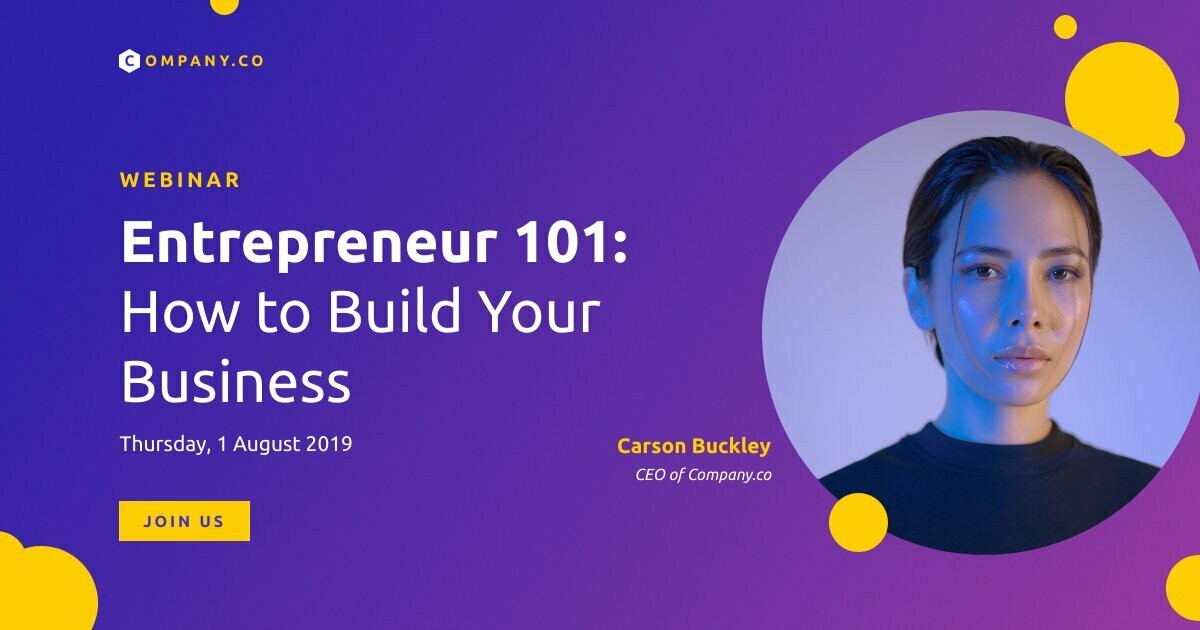 COMPANY.CO
WEBINAR
Entrepreneur 101:
How to Build Your
Business
Thursday, 1 August 2019
Carson Buckley
CEO of Company.co
JOIN US